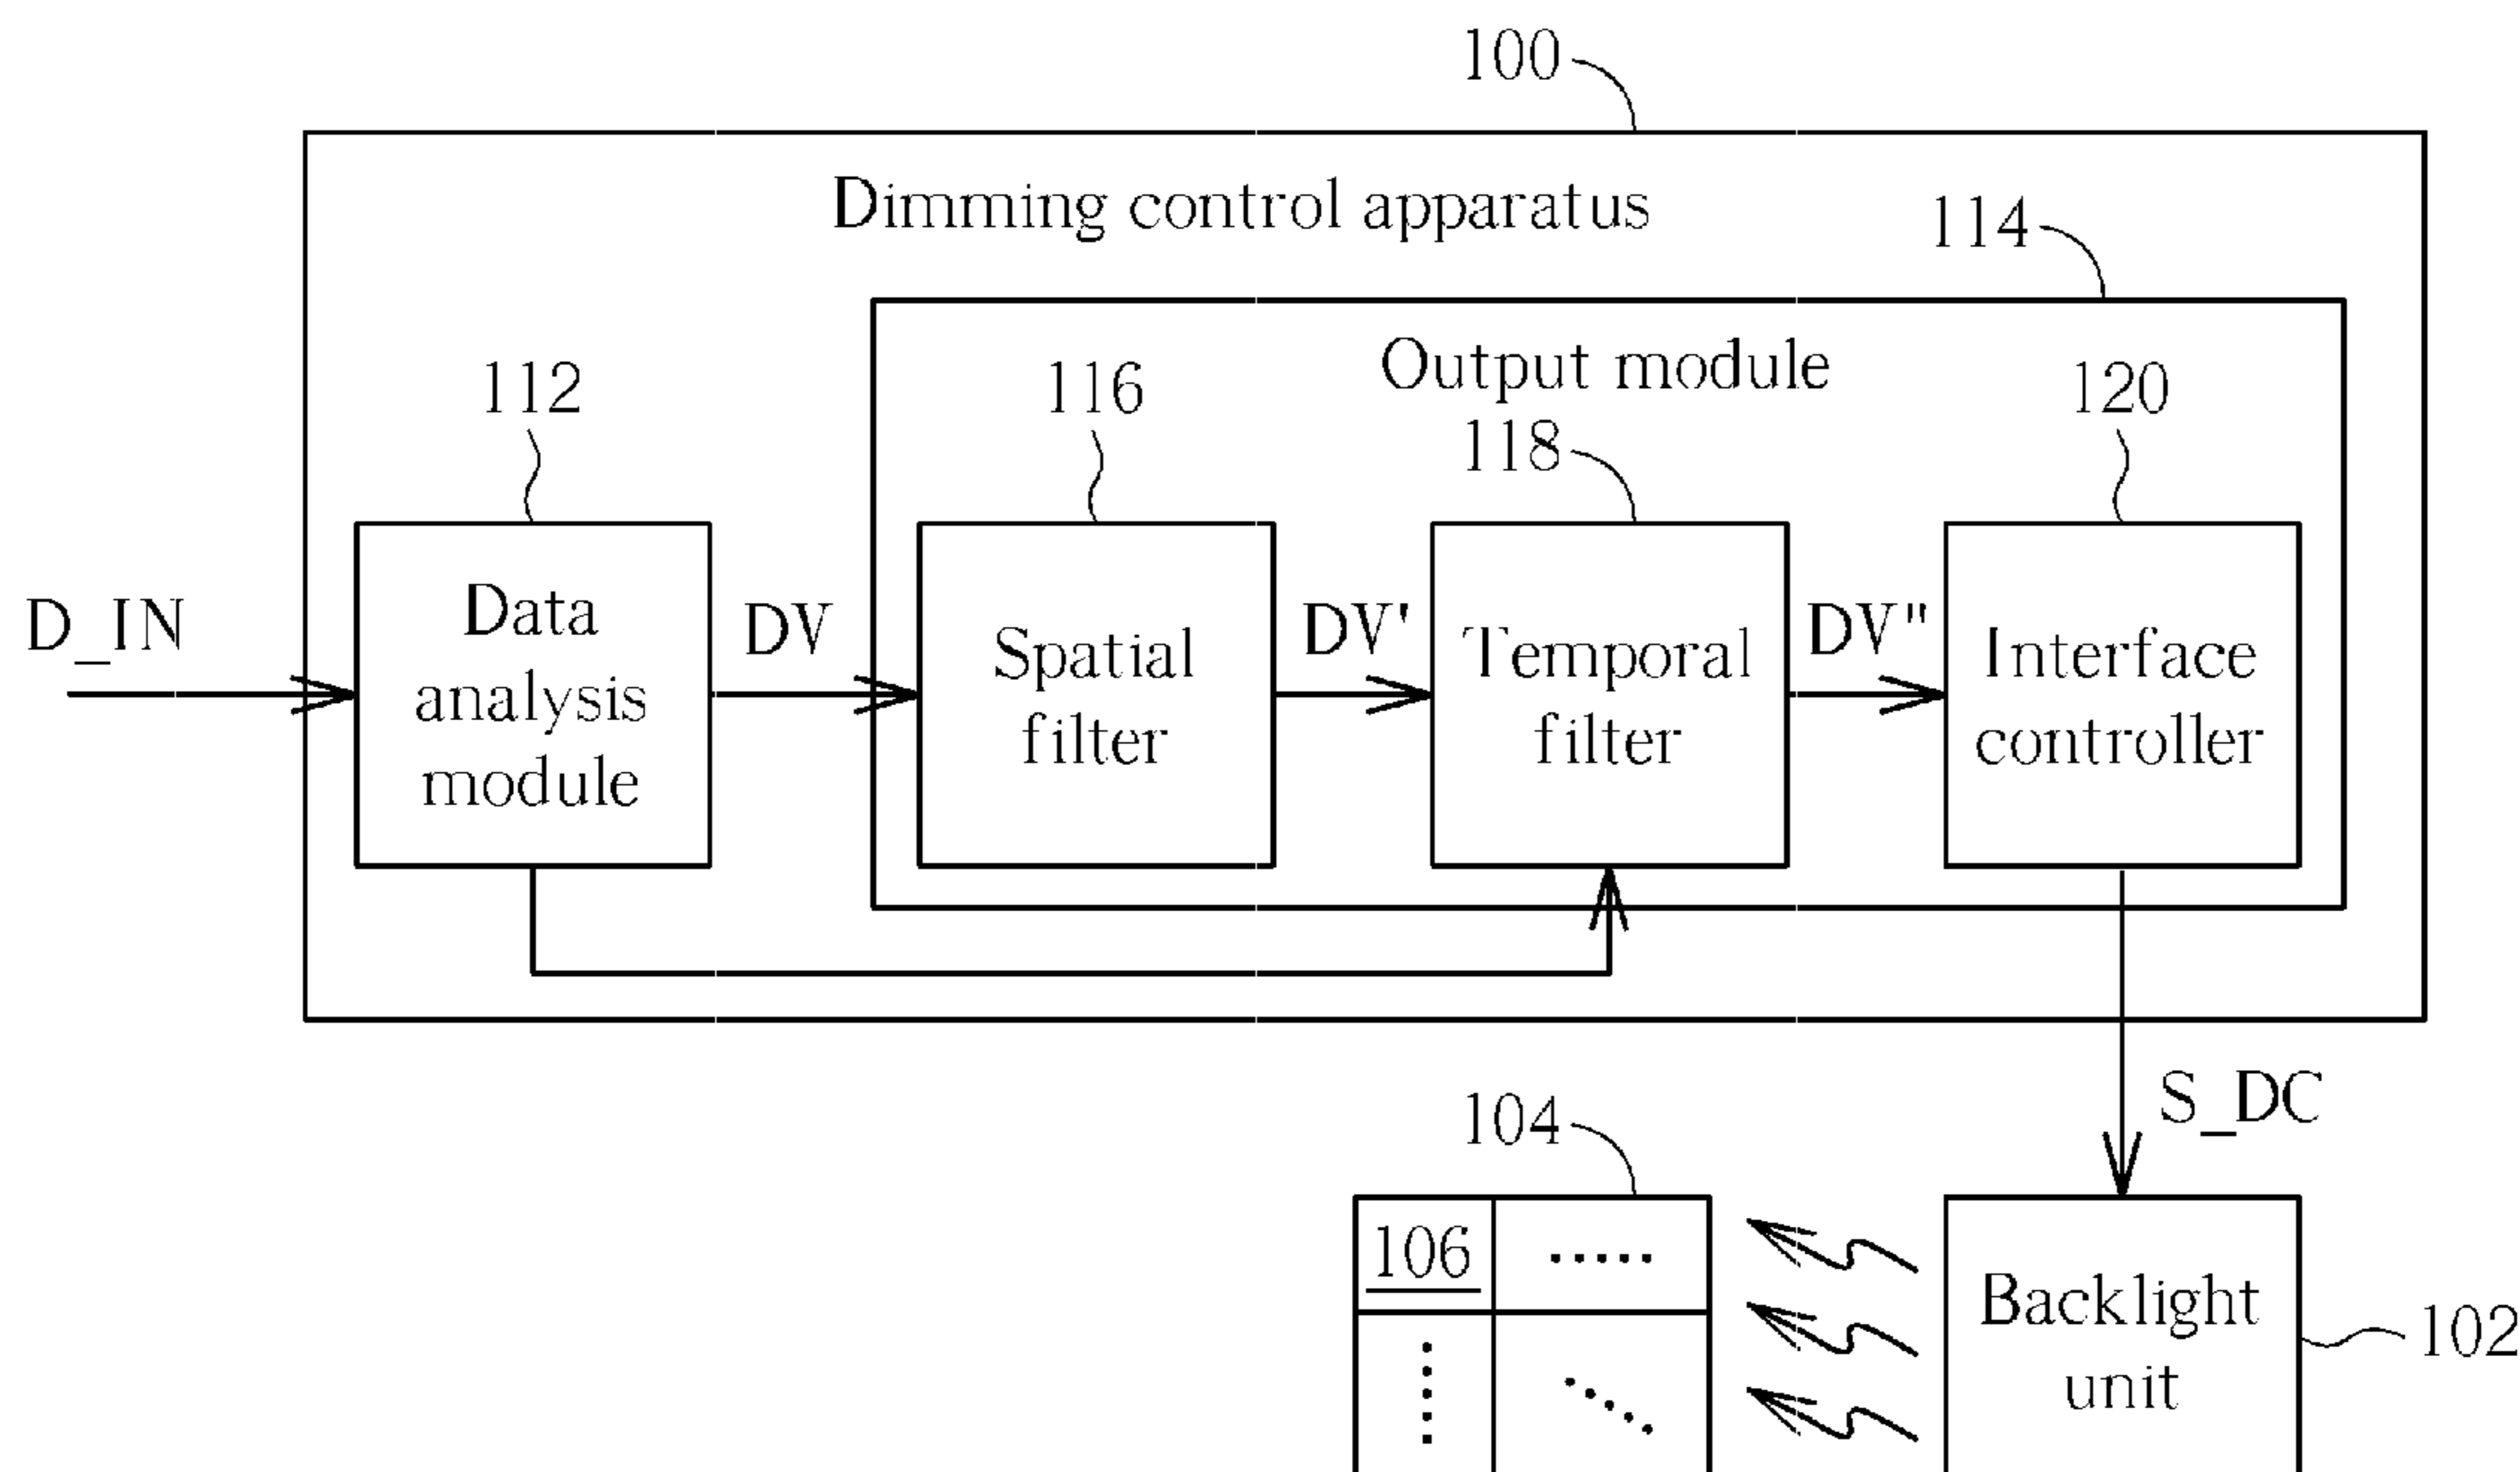 100
Dimming control apparatus
114
Output module
112
116
118
120
D_IN
Data
analysis
module
DV
Spatial
filter
DV'
Temporal
filter
DV"
Interface
controller
S_DC
104
106
Backlight
unit
102